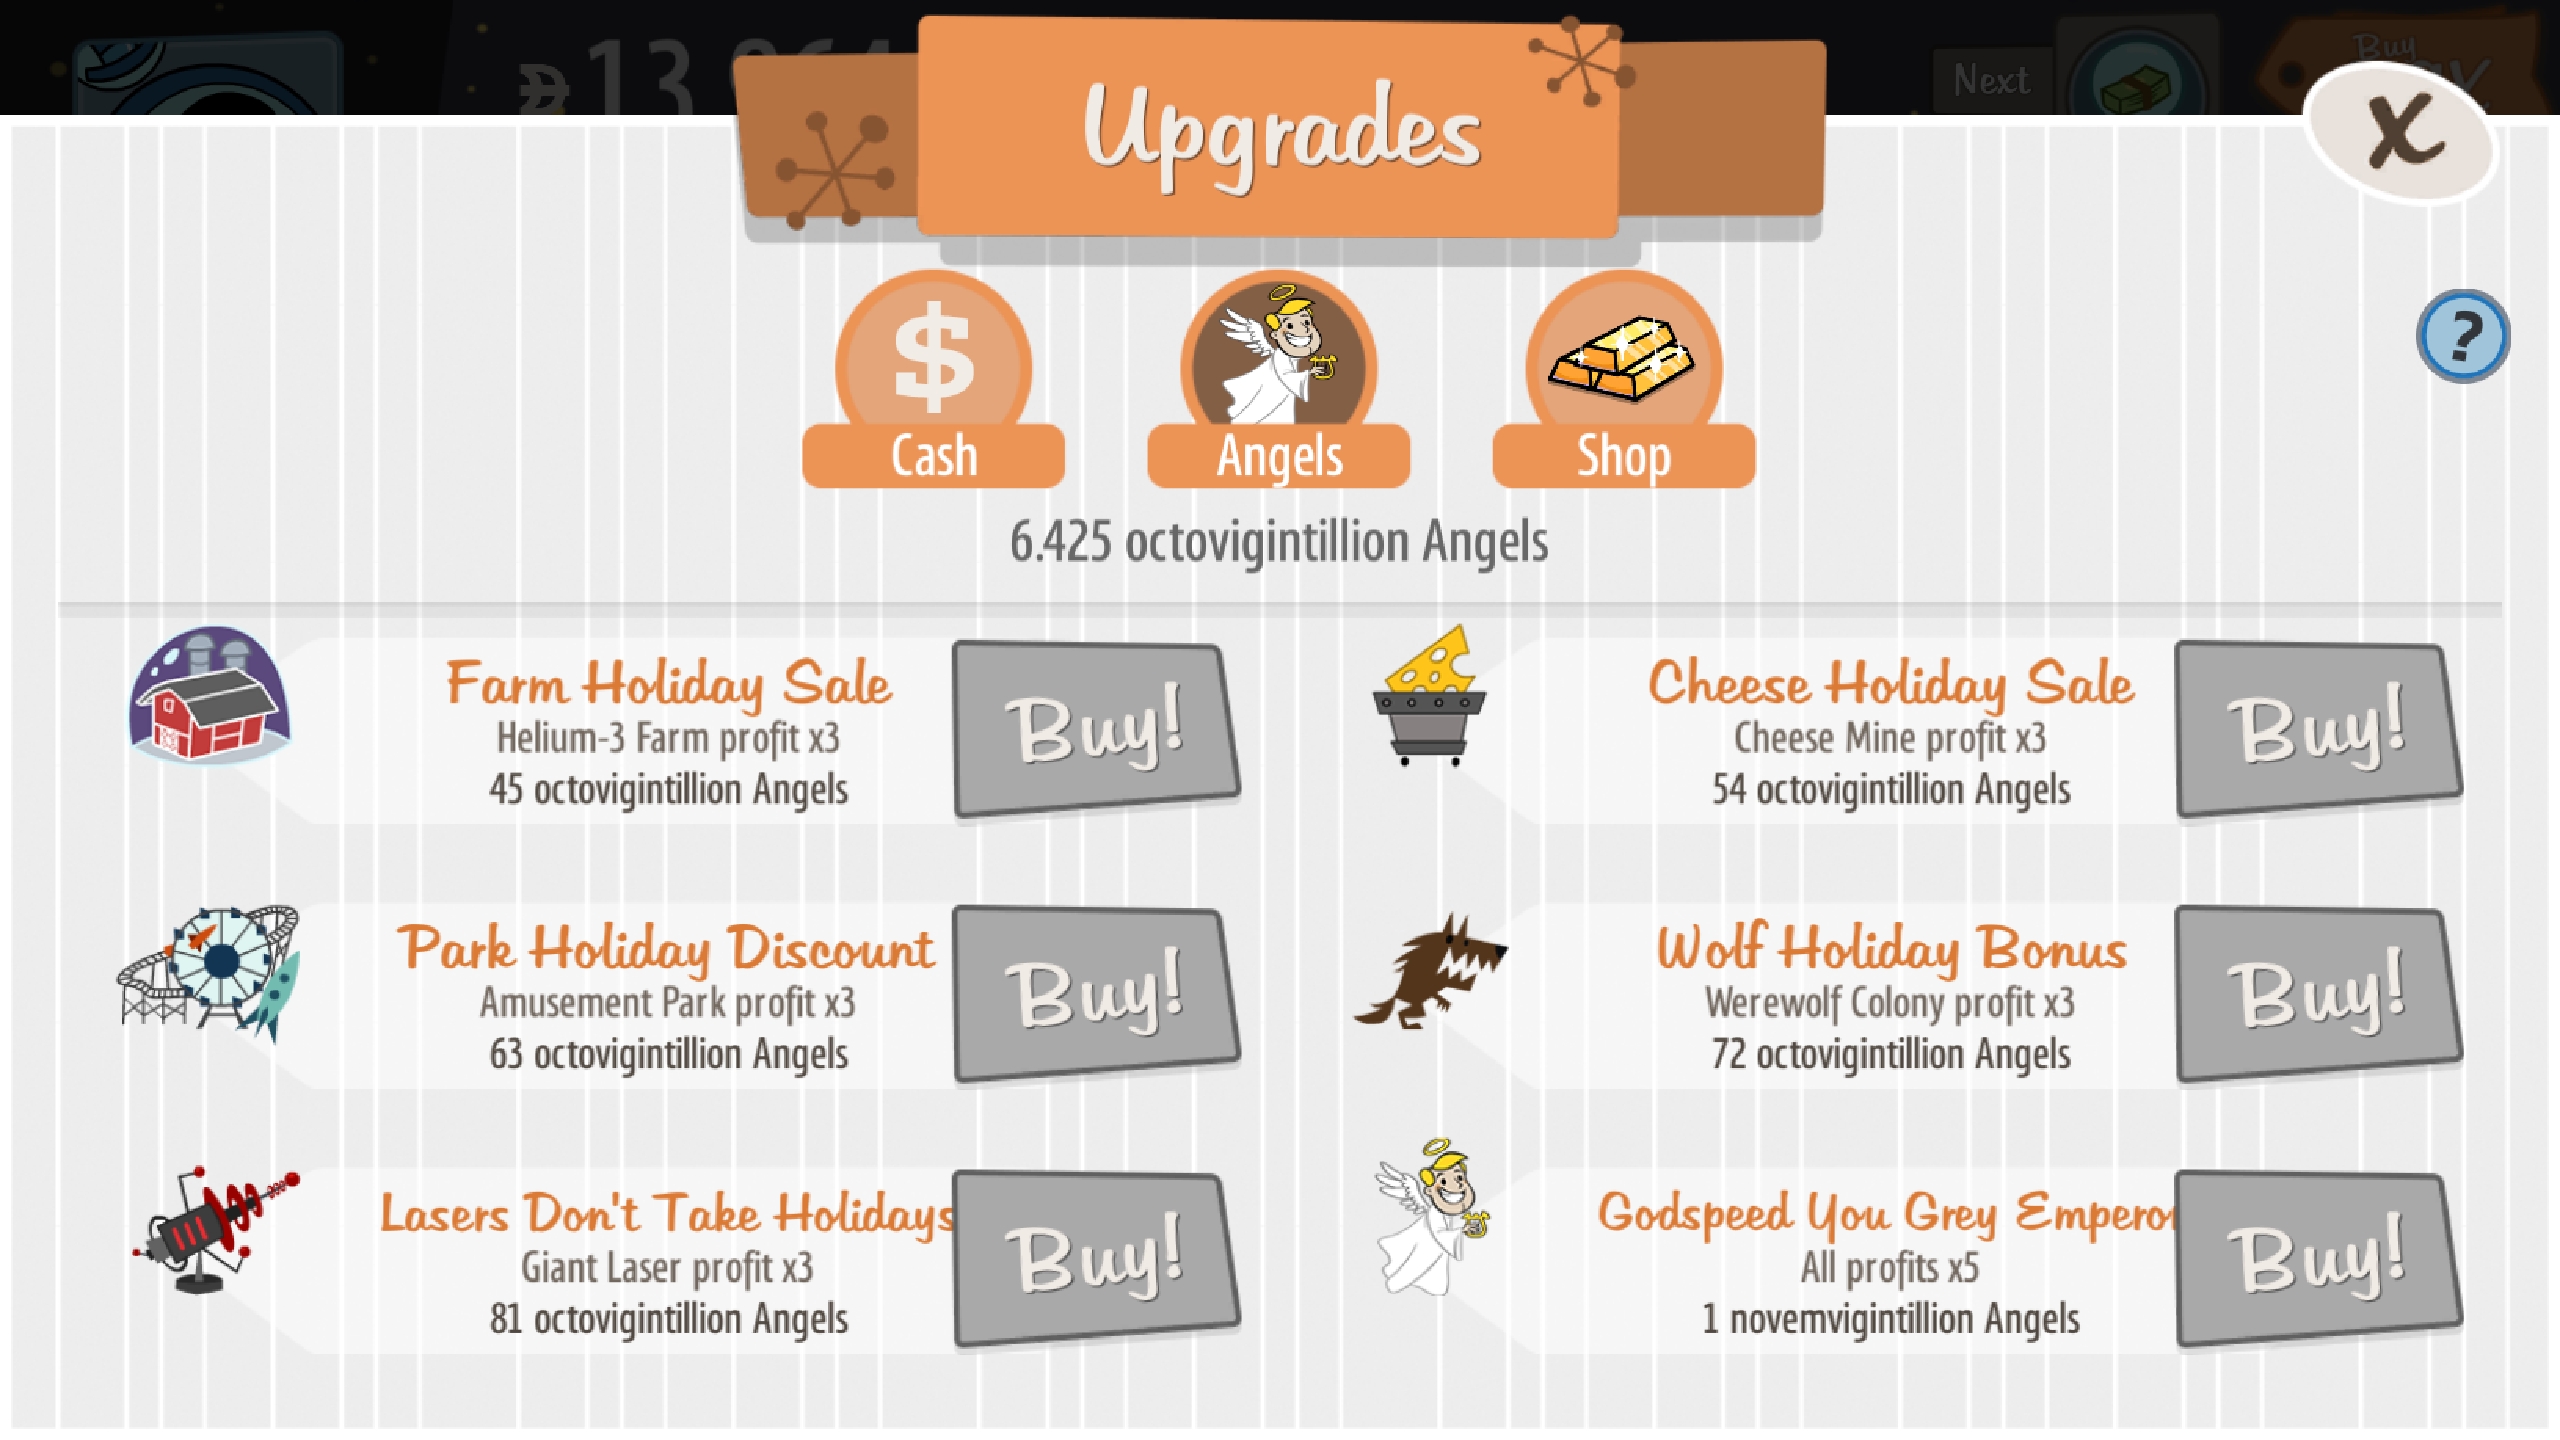 13
Next
Buy
Upgrades
X
?
$
Cash
Angels
Shop
6.425 octovigintillion Angels
Farm Holiday Sale
Helium-3 Farm profit x3
45 octovigintillion Angels
Buy!
Cheese Holiday Sale
Cheese Mine profit x3
54 octovigintillion Angels
Buy!
Park Holiday Discount
Amusement Park profit x3
63 octovigintillion Angels
Buy!
Wolf Holiday Bonus
Werewolf Colony profit x3
72 octovigintillion Angels
Buy!
Lasers Don't Take Holidays
Giant Laser profit x3
81 octovigintillion Angels
Buy!
Godspeed You Grey Emperor
All profits x5
1 novemvigintillion Angels
Buy!